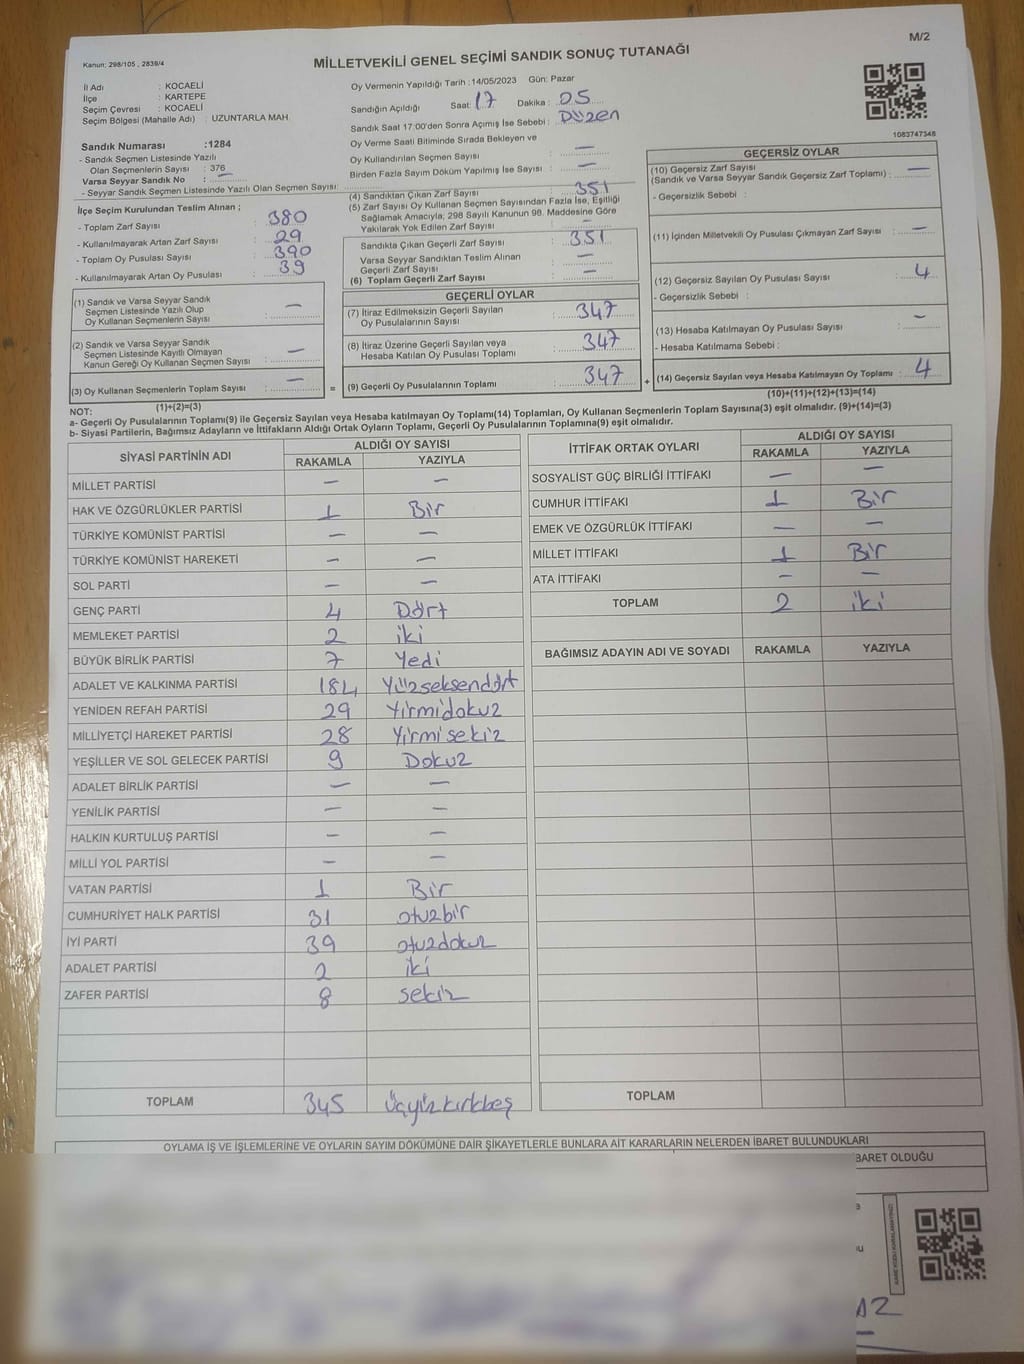 M/2
Kanun: 298/105 , 2839/4
MİLLETVEKİLİ GENEL SEÇİMİ SANDIK SONUÇ TUTANAĞI
İl Adı : KOCAELİ
İlçe : KARTEPE
Seçim Çevresi : KOCAELİ
Seçim Bölgesi (Mahalle Adı) : UZUNTARLA MAH.
Oy Vermenin Yapıldığı Tarih :14/05/2023 Gün: Pazar
Sandığın Açıldığı Saat: 17 Dakika : 05
Sandık Saat 17:00'den Sonra Açımış İse Sebebi : Düzen
Oy Verme Saati Bitiminde Sırada Bekleyen ve
Oy Kullandırılan Seçmen Sayısı : —
Birden Fazla Sayım Döküm Yapılmış İse Sayısı : —
1083747348
Sandık Numarası :1284
- Sandık Seçmen Listesinde Yazılı
Olan Seçmenlerin Sayısı : 376
Varsa Seyyar Sandık No : —
- Seyyar Sandık Seçmen Listesinde Yazılı Olan Seçmen Sayısı:
İlçe Seçim Kurulundan Teslim Alınan ;
- Toplam Zarf Sayısı : 380
- Kullanılmayarak Artan Zarf Sayısı : 29
- Toplam Oy Pusulası Sayısı : 390
- Kullanılmayarak Artan Oy Pusulası : 39
(1) Sandık ve Varsa Seyyar Sandık
Seçmen Listesinde Yazılı Olup
Oy Kullanan Seçmenlerin Sayısı : —
(2) Sandık ve Varsa Seyyar Sandık
Seçmen Listesinde Kayıtlı Olmayan
Kanun Gereği Oy Kullanan Seçmen Sayısı : —
(3) Oy Kullanan Seçmenlerin Toplam Sayısı : — =
(1)+(2)=(3)
(4) Sandıktan Çıkan Zarf Sayısı : 351
(5) Zarf Sayısı Oy Kullanan Seçmen Sayısından Fazla İse, Eşitliği
Sağlamak Amacıyla; 298 Sayılı Kanunun 98. Maddesine Göre
Yakılarak Yok Edilen Zarf Sayısı :
Sandıkta Çıkan Geçerli Zarf Sayısı : 351
Varsa Seyyar Sandıktan Teslim Alınan
Geçerli Zarf Sayısı : —
(6) Toplam Geçerli Zarf Sayısı : —
GEÇERLİ OYLAR
(7) İtiraz Edilmeksizin Geçerli Sayılan
Oy Pusulalarının Sayısı : 347
(8) İtiraz Üzerine Geçerli Sayılan veya
Hesaba Katılan Oy Pusulası Toplamı : 347
(9) Geçerli Oy Pusulalarının Toplamı : 347 +
GEÇERSİZ OYLAR
(10) Geçersiz Zarf Sayısı
(Sandık ve Varsa Seyyar Sandık Geçersiz Zarf Toplamı) : —
- Geçersizlik Sebebi :
(11) İçinden Milletvekili Oy Pusulası Çıkmayan Zarf Sayısı : —
(12) Geçersiz Sayılan Oy Pusulası Sayısı : 4
- Geçersizlik Sebebi :
(13) Hesaba Katılmayan Oy Pusulası Sayısı : —
- Hesaba Katılmama Sebebi :
(14) Geçersiz Sayılan veya Hesaba Katılmayan Oy Toplamı : 4
(10)+(11)+(12)+(13)=(14)
NOT:
a- Geçerli Oy Pusulasının Toplamı(9) ile Geçersiz Sayılan veya Hesaba katılmayan Oy Toplamı(14) Toplamları, Oy Kullanan Seçmenlerin Toplam Sayısına(3) eşit olmalıdır. (9)+(14)=(3)
b- Siyasi Partilerin, Bağımsız Adayların ve İttifakların Aldığı Ortak Oyların Toplamı, Geçerli Oy Pusulalarının Toplamına(9) eşit olmalıdır.
SİYASİ PARTİNİN ADI ALDIĞI OY SAYISI
RAKAMLA YAZIYLA
MİLLET PARTİSİ — —
HAK VE ÖZGÜRLÜKLER PARTİSİ 1 Bir
TÜRKİYE KOMÜNİST PARTİSİ — —
TÜRKİYE KOMÜNİST HAREKETİ — —
SOL PARTİ — —
GENÇ PARTİ 4 Dört
MEMLEKET PARTİSİ 2 iki
BÜYÜK BİRLİK PARTİSİ 7 Yedi
ADALET VE KALKINMA PARTİSİ 184 Yüzseksendört
YENİDEN REFAH PARTİSİ 29 Yirmidokuz
MİLLİYETÇİ HAREKET PARTİSİ 28 Yirmisekiz
YEŞİLLER VE SOL GELECEK PARTİSİ 9 Dokuz
ADALET BİRLİK PARTİSİ — —
YENİLİK PARTİSİ — —
HALKIN KURTULUŞ PARTİSİ — —
MİLLİ YOL PARTİSİ — —
VATAN PARTİSİ 1 Bir
CUMHURİYET HALK PARTİSİ 31 otuzbir
İYİ PARTİ 39 otuzdokuz
ADALET PARTİSİ 2 iki
ZAFER PARTİSİ 8 sekiz
TOPLAM 345 üçyüzkırkbeş
İTTİFAK ORTAK OYLARI ALDIĞI OY SAYISI
RAKAMLA YAZIYLA
SOSYALİST GÜÇ BİRLİĞİ İTTİFAKI — —
CUMHUR İTTİFAKI 1 Bir
EMEK VE ÖZGÜRLÜK İTTİFAKI — —
MİLLET İTTİFAKI 1 Bir
ATA İTTİFAKI — —
TOPLAM 2 iki
BAĞIMSIZ ADAYIN ADI VE SOYADI RAKAMLA YAZIYLA
TOPLAM
OYLAMA İŞ VE İŞLEMLERİNE VE OYLARIN SAYIM DÖKÜMÜNE DAİR ŞİKAYETLERLE BUNLARA AİT KARARLARIN NELERDEN İBARET BULUNDUKLARI
BARET OLDUĞU
KARE KODU KARALAMAYINIZ!